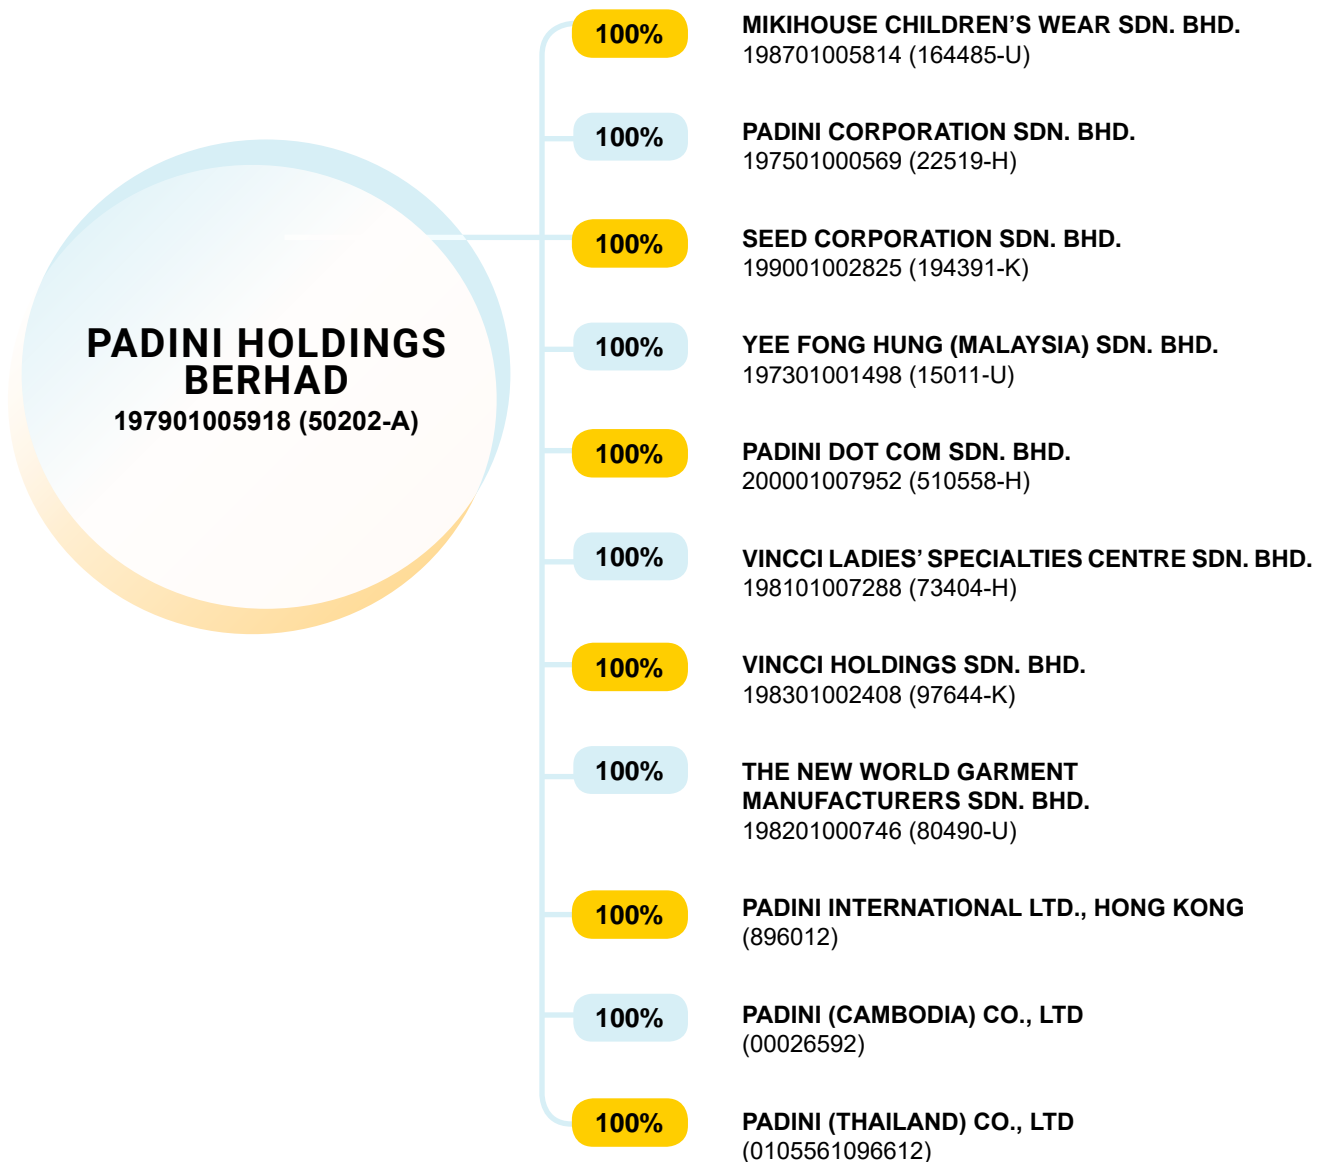 PADINI HOLDINGS
BERHAD
197901005918 (50202-A)
100%
MIKIHOUSE CHILDREN’S WEAR SDN. BHD.
198701005814 (164485-U)
100%
PADINI CORPORATION SDN. BHD.
197501000569 (22519-H)
100%
SEED CORPORATION SDN. BHD.
199001002825 (194391-K)
100%
YEE FONG HUNG (MALAYSIA) SDN. BHD.
197301001498 (15011-U)
100%
PADINI DOT COM SDN. BHD.
200001007952 (510558-H)
100%
VINCCI LADIES’ SPECIALTIES CENTRE SDN. BHD.
198101007288 (73404-H)
100%
VINCCI HOLDINGS SDN. BHD.
198301002408 (97644-K)
100%
THE NEW WORLD GARMENT
MANUFACTURERS SDN. BHD.
198201000746 (80490-U)
100%
PADINI INTERNATIONAL LTD., HONG KONG
(896012)
100%
PADINI (CAMBODIA) CO., LTD
(00026592)
100%
PADINI (THAILAND) CO., LTD
(0105561096612)